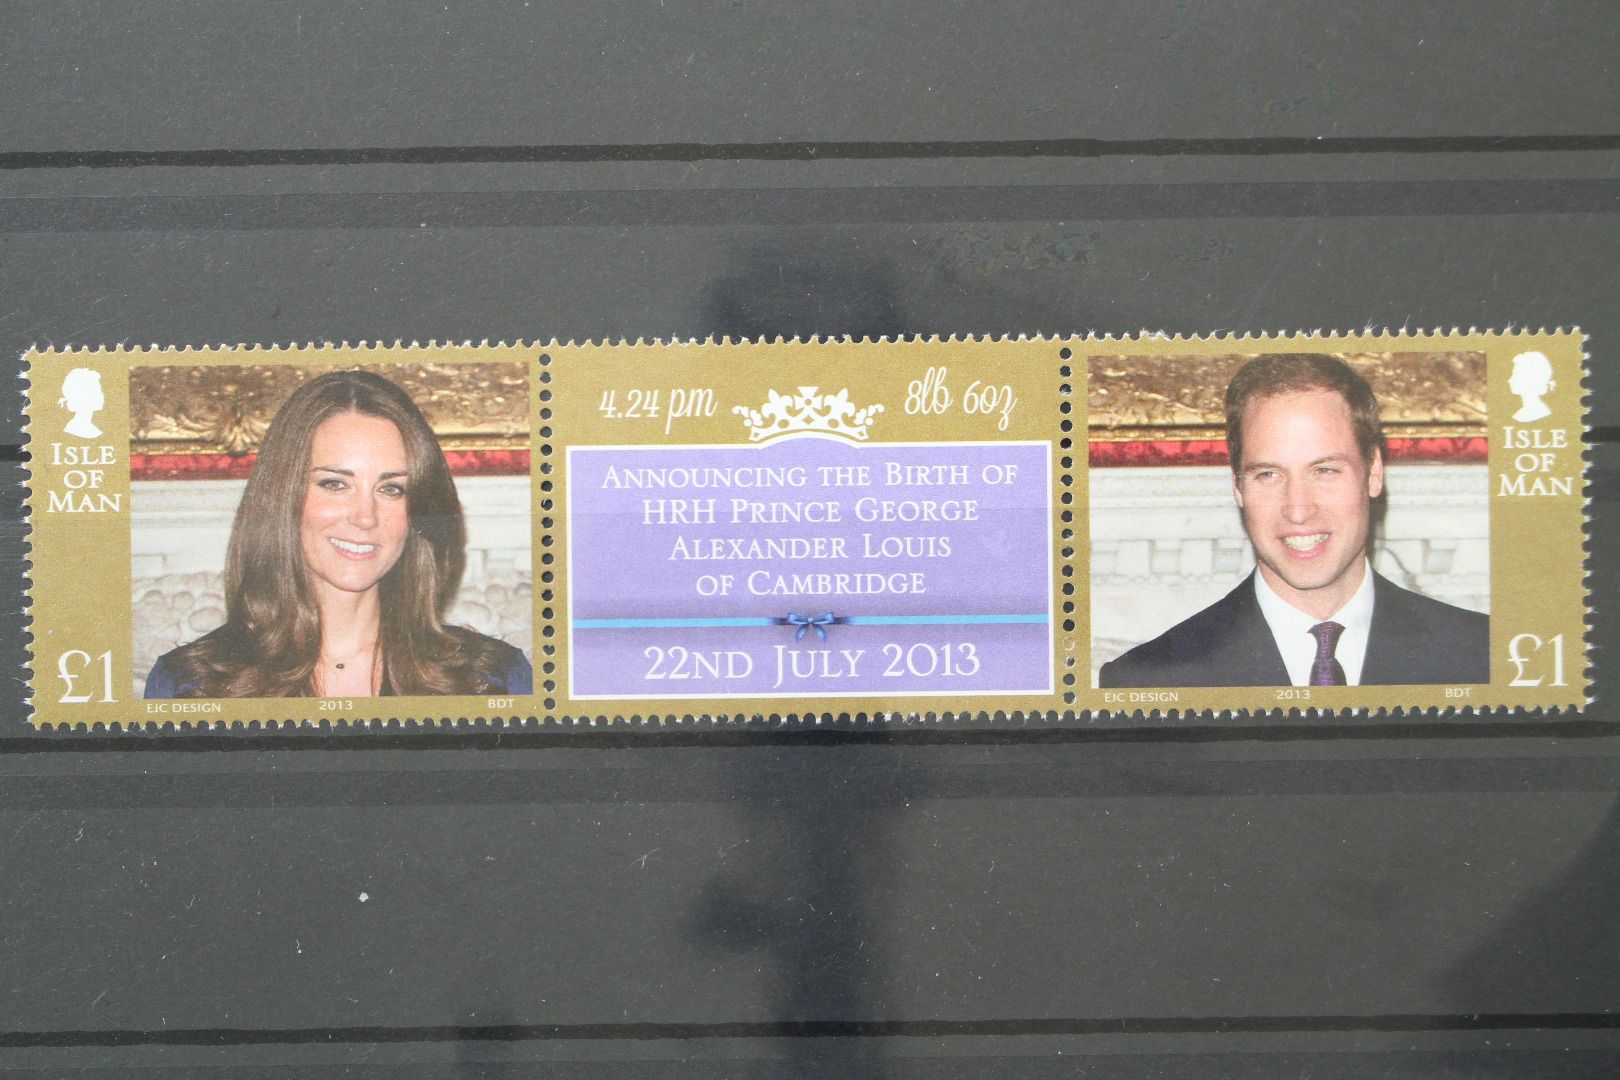 ISLE
OF
MAN
£1
EJC DESIGN 2013 BDT
4.24 pm 8lb 6oz
ANNOUNCING THE BIRTH OF
HRH PRINCE GEORGE
ALEXANDER LOUIS
OF CAMBRIDGE
22ND JULY 2013
ISLE
OF
MAN
£1
EJC DESIGN 2013 BDT